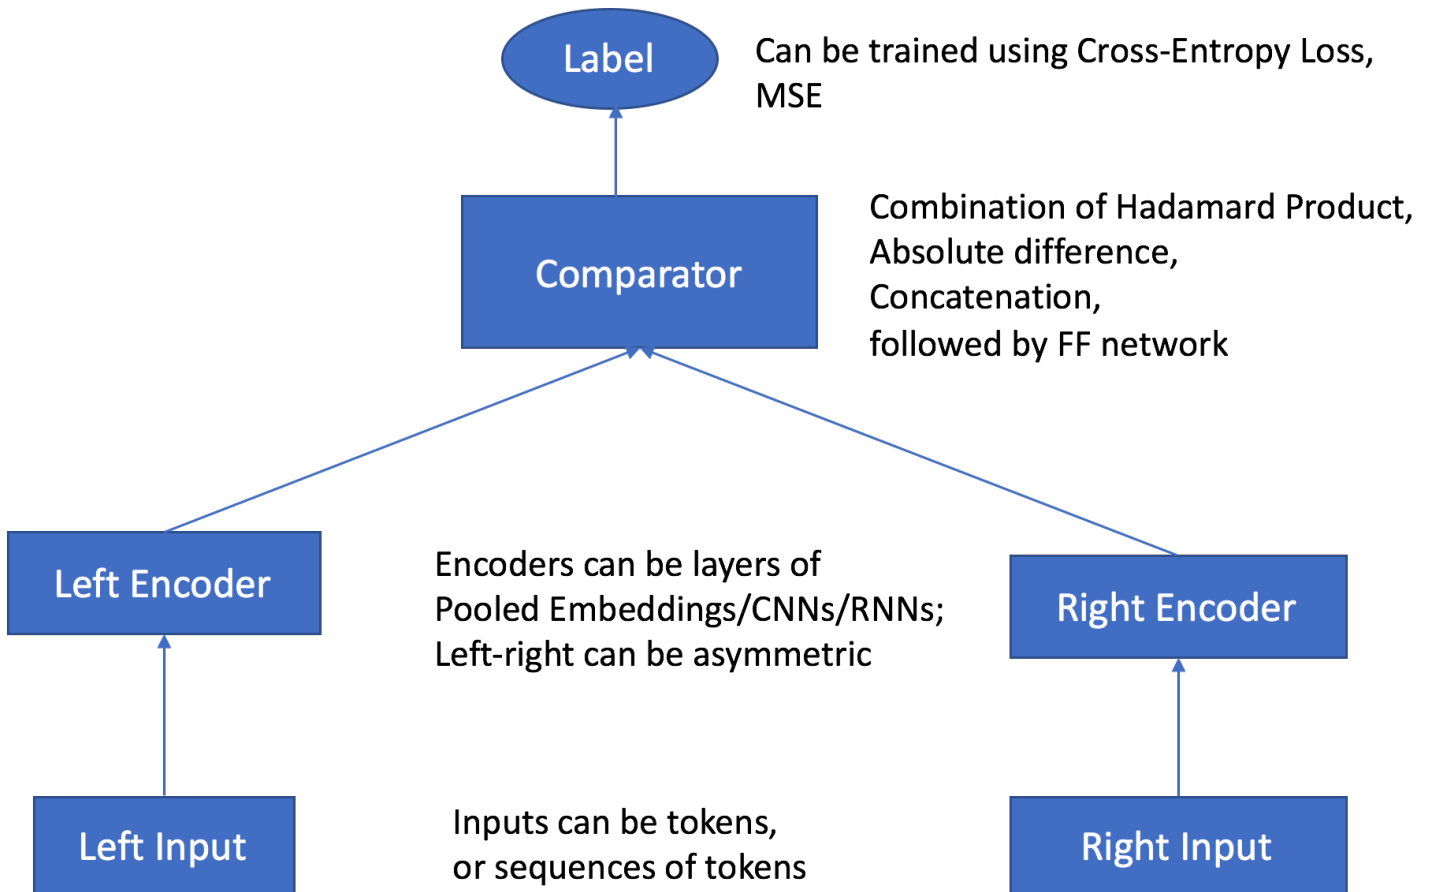 Label
Can be trained using Cross-Entropy Loss,
MSE
Comparator
Combination of Hadamard Product,
Absolute difference,
Concatenation,
followed by FF network
Left Encoder
Encoders can be layers of
Pooled Embeddings/CNNs/RNNs;
Left-right can be asymmetric
Right Encoder
Left Input
Inputs can be tokens,
or sequences of tokens
Right Input